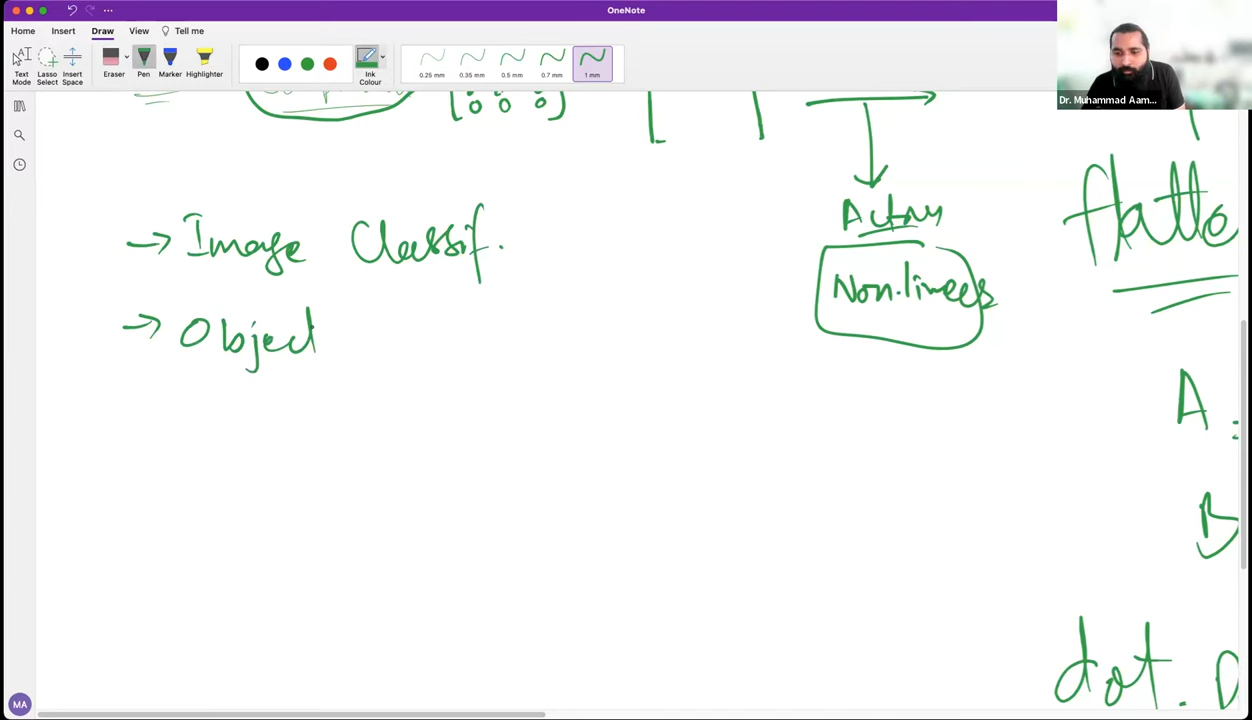 OneNote
Home Insert Draw View Tell me
Text Mode
Lasso Select
Insert Space
Eraser
Pen
Marker
Highlighter
Ink Colour
0.25 mm 0.35 mm 0.5 mm 0.7 mm 1 mm
Dr. Muhammad Aam...
→ Image Classif.
→ Object
Non.linear
Flatte
A :
B
dot. P
MA